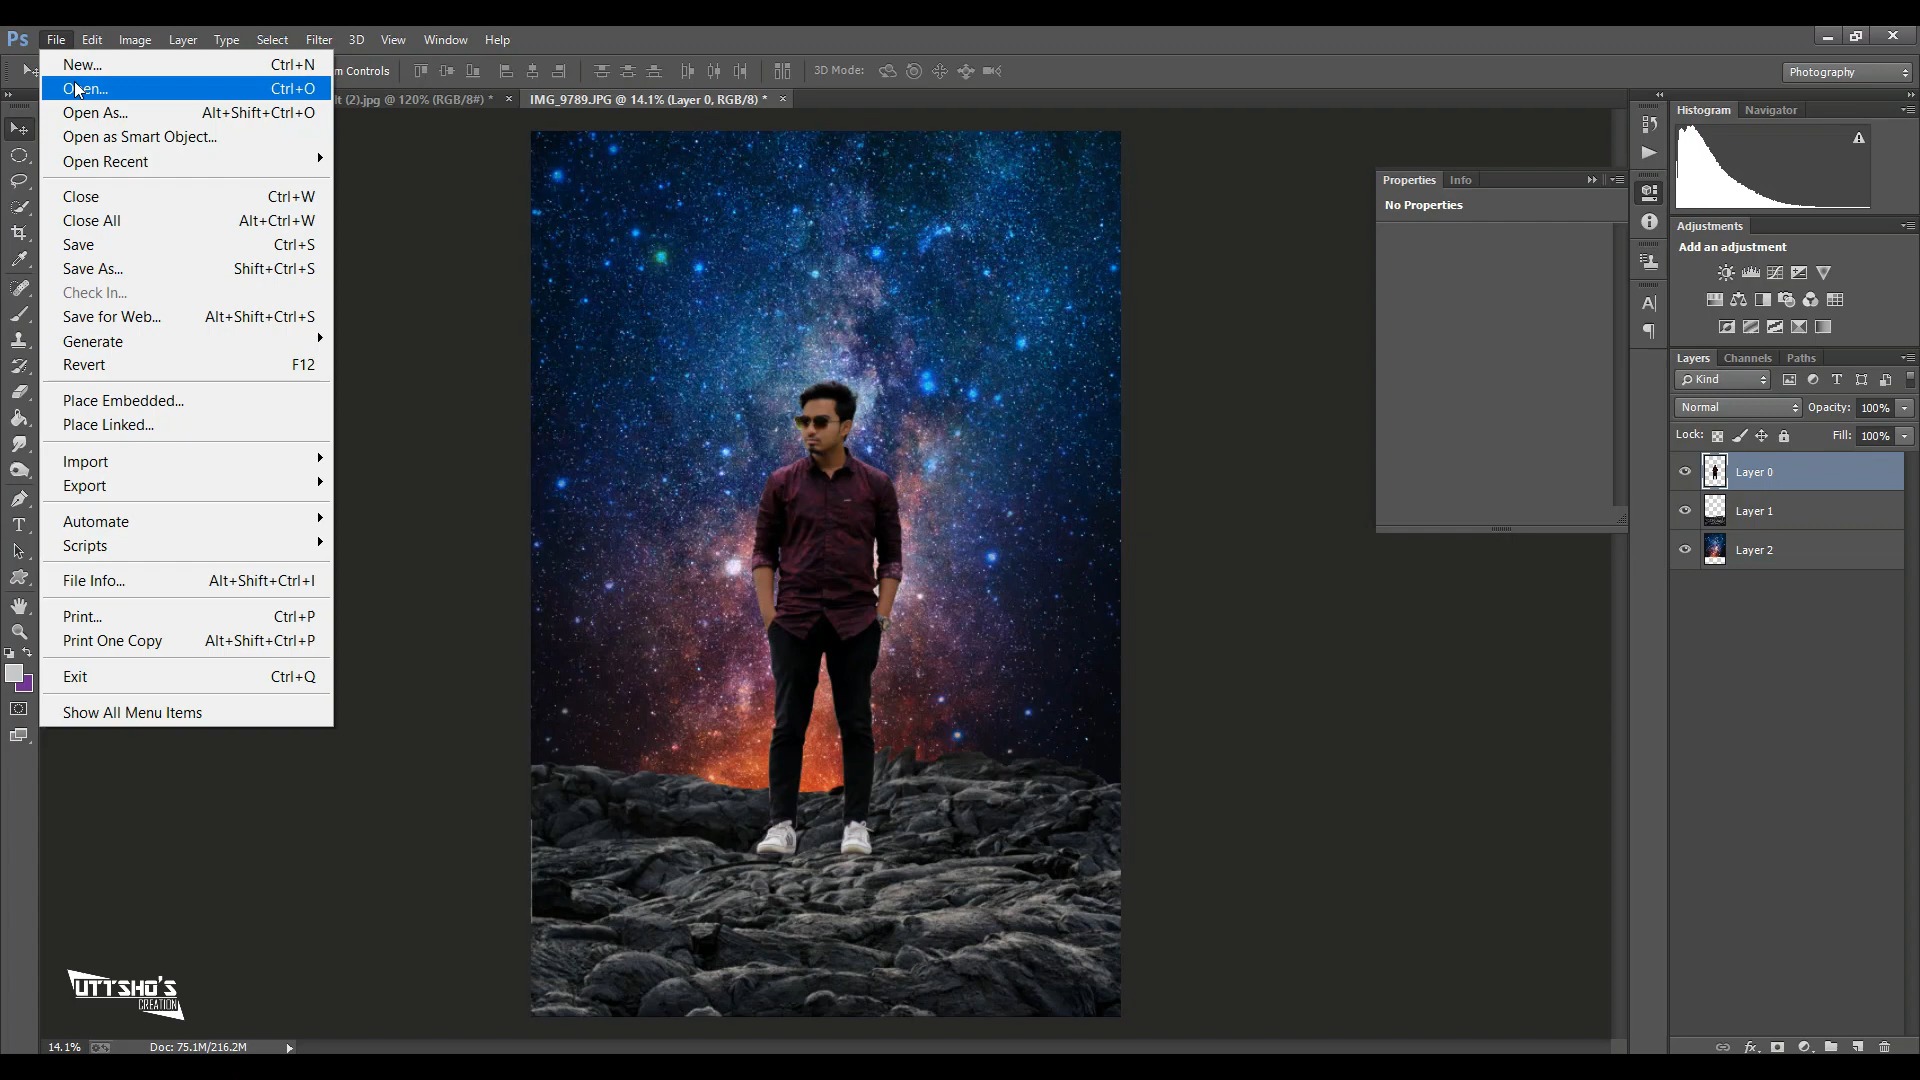 Ps File Edit Image Layer Type Select Filter 3D View Window Help
m Controls 3D Mode: Photography
lt (2).jpg @ 120% (RGB/8#) * × IMG_9789.JPG @ 14.1% (Layer 0, RGB/8) * ×
New... Ctrl+N
Open... Ctrl+O
Open As... Alt+Shift+Ctrl+O
Open as Smart Object...
Open Recent
Close Ctrl+W
Close All Alt+Ctrl+W
Save Ctrl+S
Save As... Shift+Ctrl+S
Check In...
Save for Web... Alt+Shift+Ctrl+S
Generate
Revert F12
Place Embedded...
Place Linked...
Import
Export
Automate
Scripts
File Info... Alt+Shift+Ctrl+I
Print... Ctrl+P
Print One Copy Alt+Shift+Ctrl+P
Exit Ctrl+Q
Show All Menu Items
Properties Info
No Properties
Histogram Navigator
Adjustments
Add an adjustment
Layers Channels Paths
Kind
Normal Opacity: 100%
Lock: Fill: 100%
Layer 0
Layer 1
Layer 2
UTTSHO'S
CREATION
14.1% Doc: 75.1M/216.2M